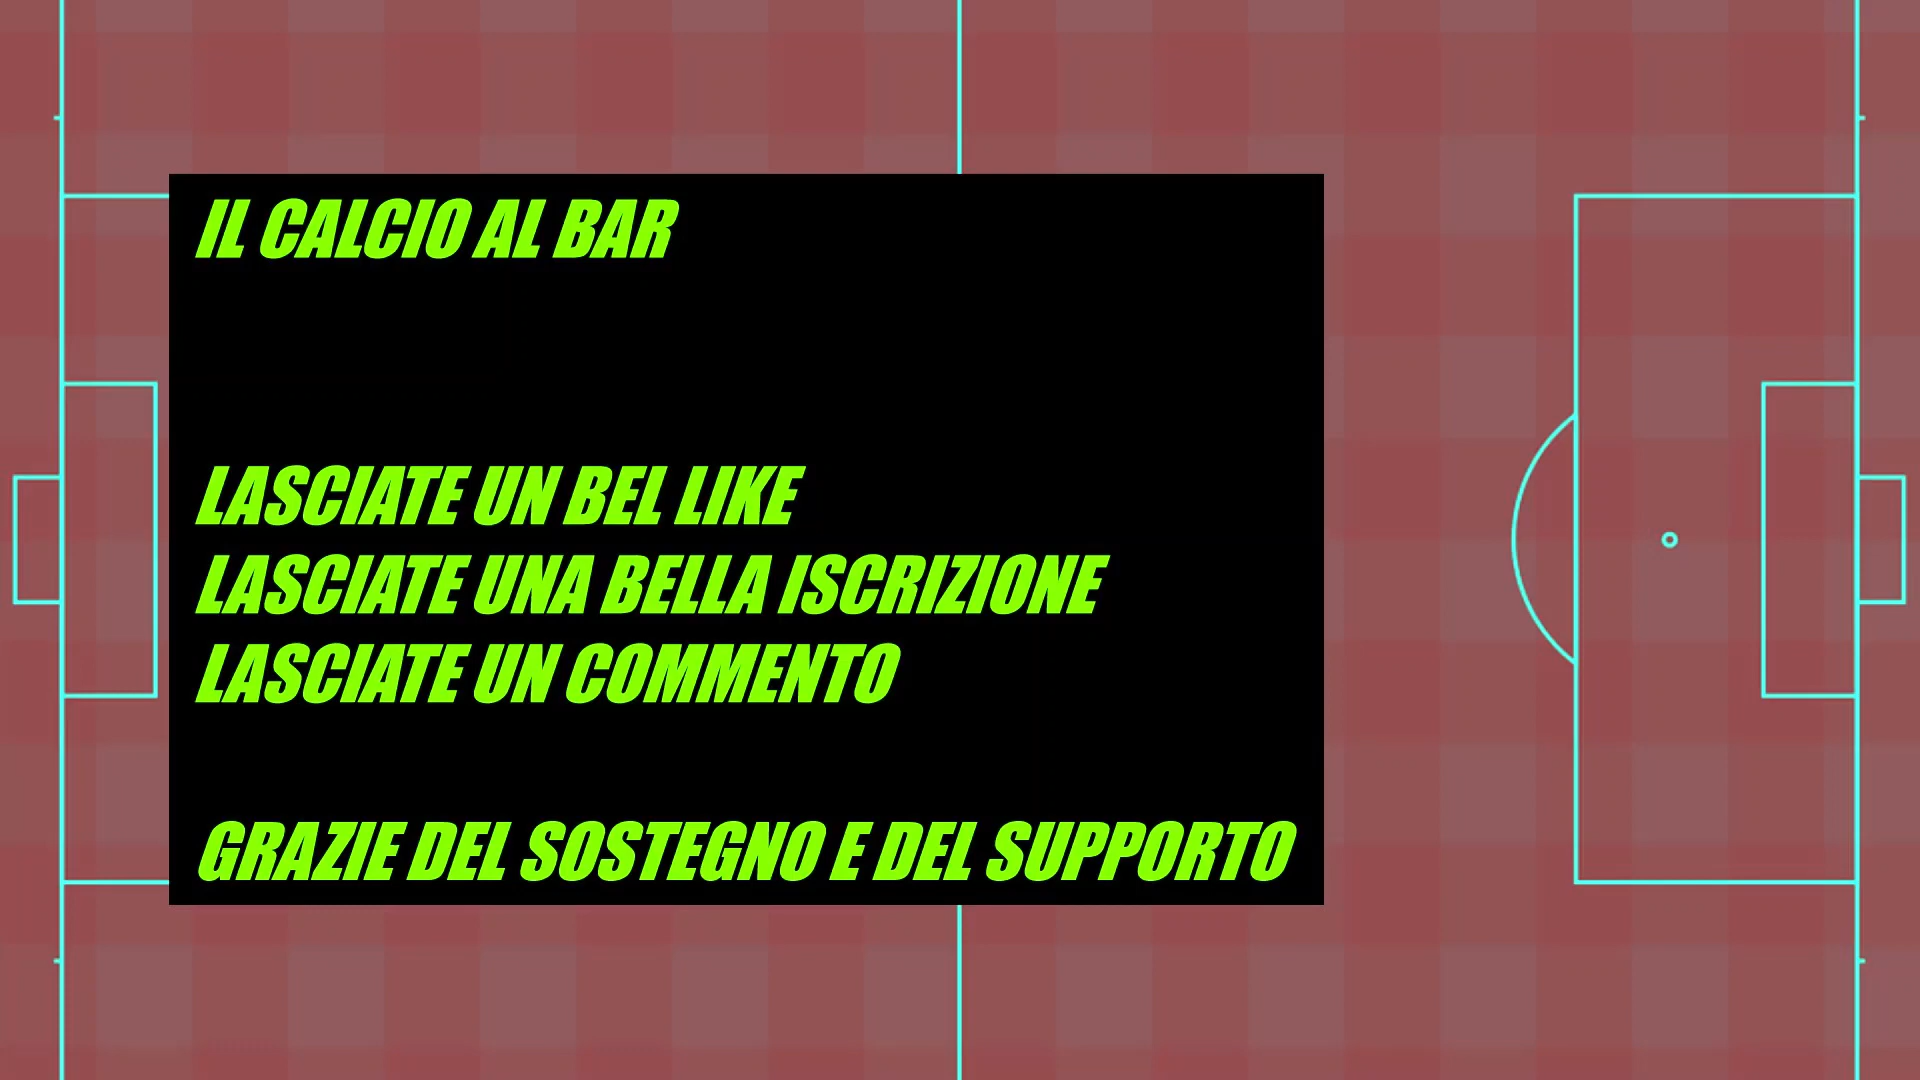 IL CALCIO AL BAR
LASCIATE UN BEL LIKE
LASCIATE UNA BELLA ISCRIZIONE
LASCIATE UN COMMENTO
GRAZIE DEL SOSTEGNO E DEL SUPPORTO